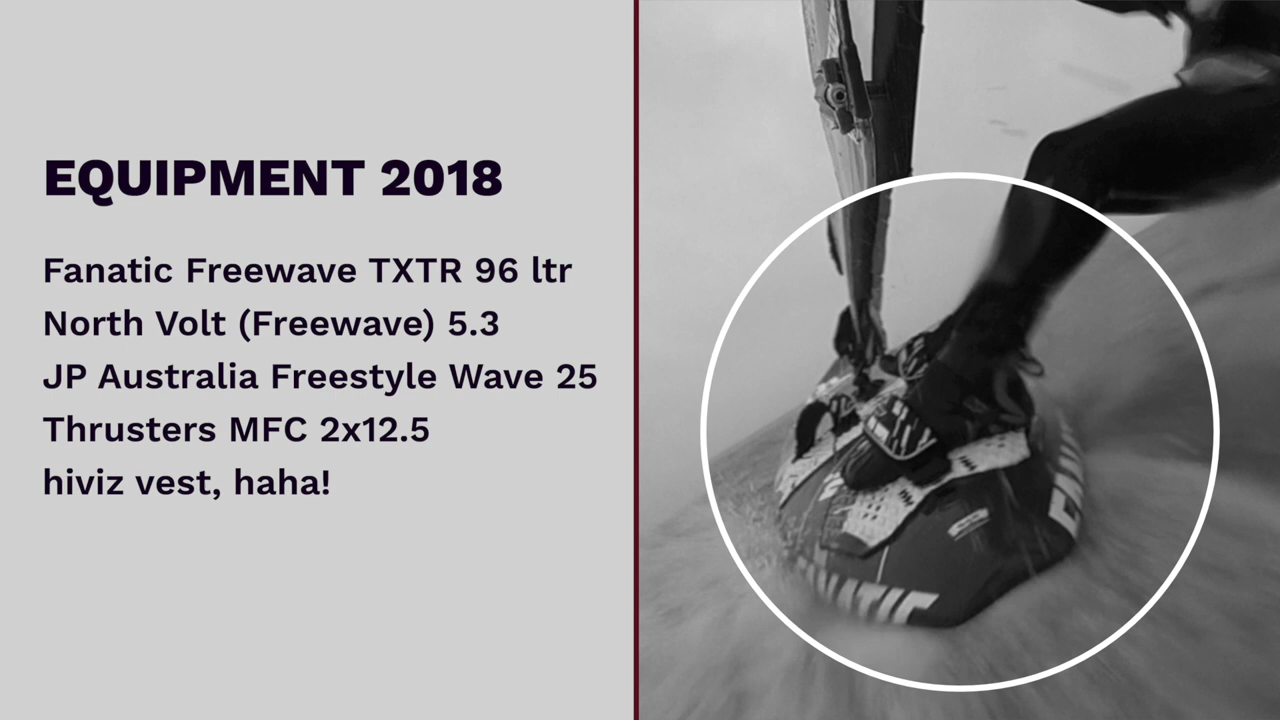 EQUIPMENT 2018
Fanatic Freewave TXTR 96 ltr
North Volt (Freewave) 5.3
JP Australia Freestyle Wave 25
Thrusters MFC 2x12.5
hiviz vest, haha!